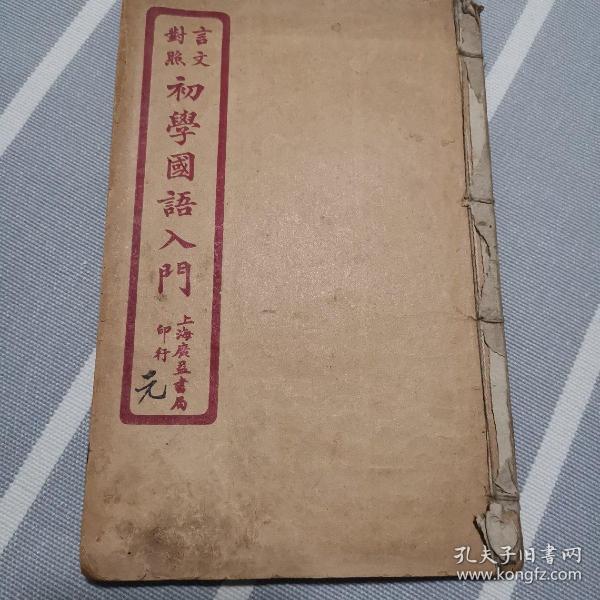 言文
對照
初學國語入門
上海廣益書局
印行
元
孔夫子旧书网
www.kongfz.com